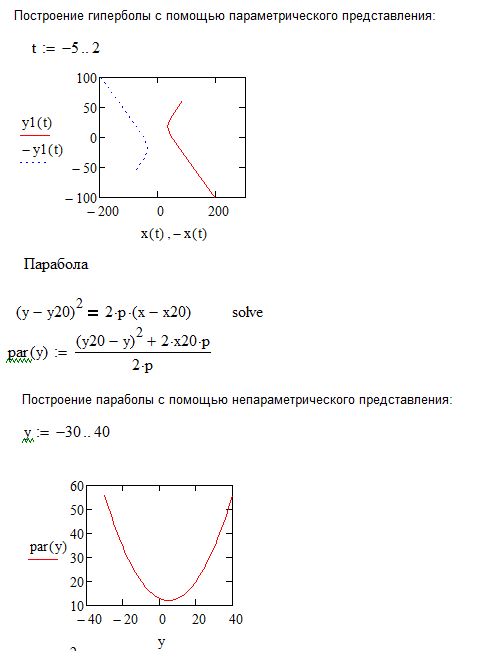 Построение гиперболы с помощью параметрического представления:
t := −5 .. 2
100
50
y1(t)
0
−y1(t)
−50
−100
−200 0 200
x(t) , −x(t)
Парабола
(y − y20)² = 2·p·(x − x20) solve
par(y) := ((y20 − y)² + 2·x20·p) / (2·p)
Построение параболы с помощью непараметрического представления:
y := −30 .. 40
60
50
40
par(y)
30
20
10
−40 −20 0 20 40
y